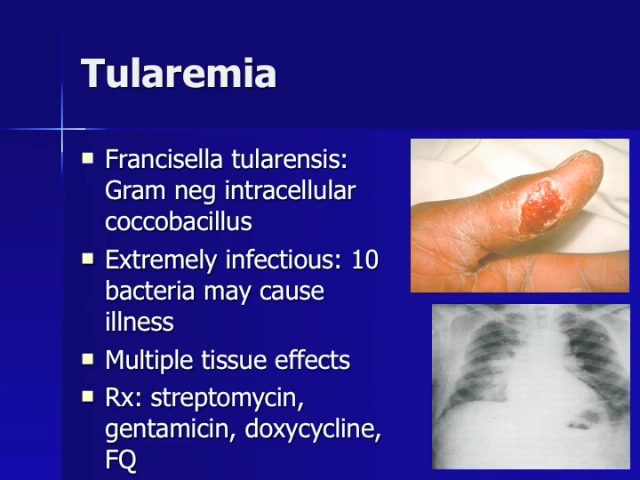 Tularemia
Francisella tularensis:
Gram neg intracellular
coccobacillus
Extremely infectious: 10
bacteria may cause
illness
Multiple tissue effects
Rx: streptomycin,
gentamicin, doxycycline,
FQ